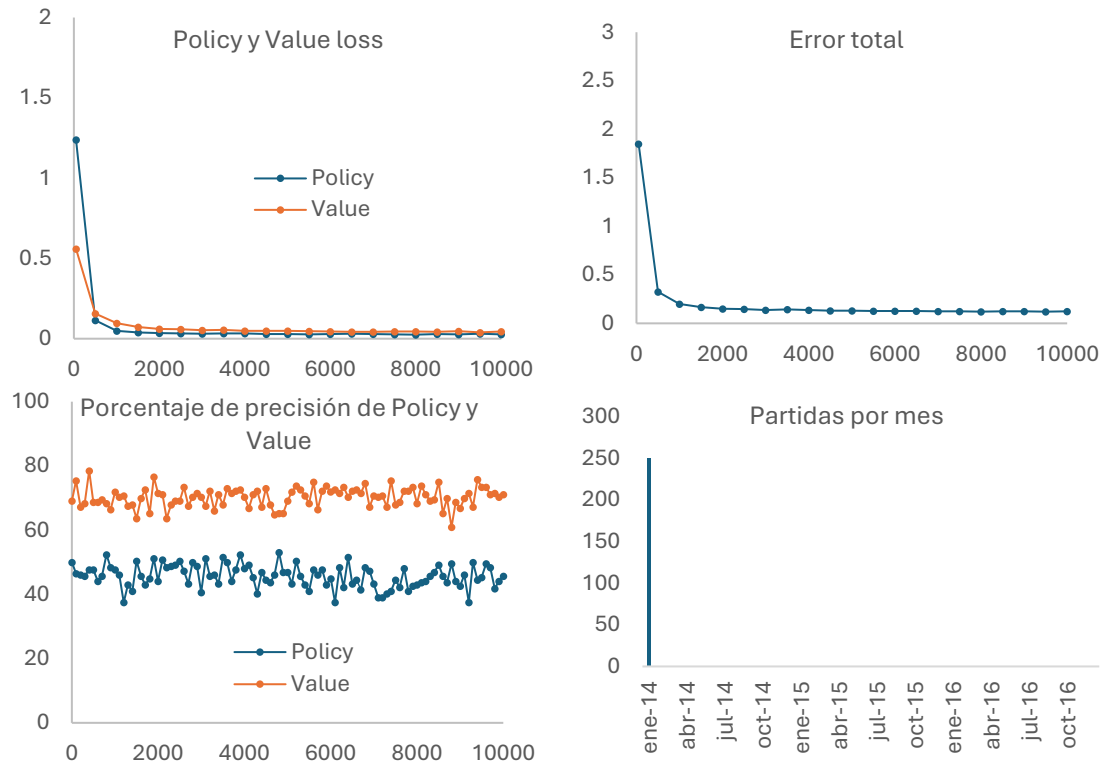 Policy y Value loss
2
1.5
1
0.5
0
Policy
Value
0 2000 4000 6000 8000 10000
Error total
3
2.5
2
1.5
1
0.5
0
0 2000 4000 6000 8000 10000
Porcentaje de precisión de Policy y
Value
100
80
60
40
20
0
Policy
Value
0 2000 4000 6000 8000 10000
Partidas por mes
300
250
200
150
100
50
0
ene-14
abr-14
jul-14
oct-14
ene-15
abr-15
jul-15
oct-15
ene-16
abr-16
jul-16
oct-16